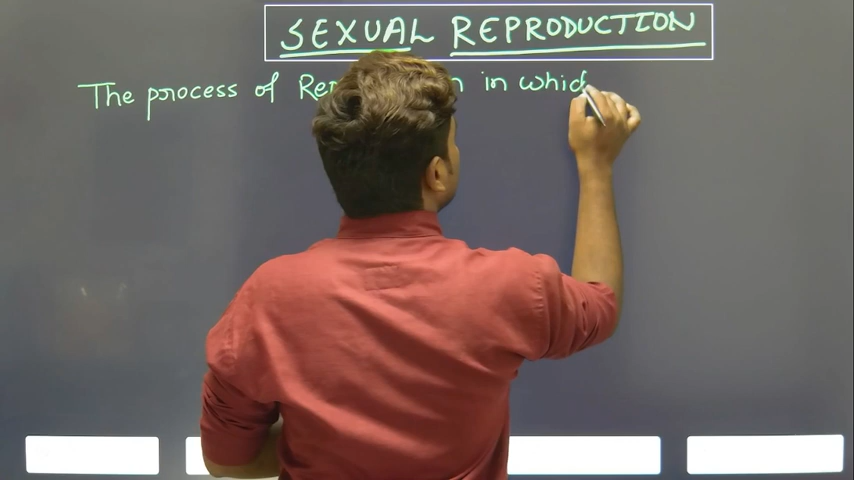 SEXUAL REPRODUCTION
The process of in which